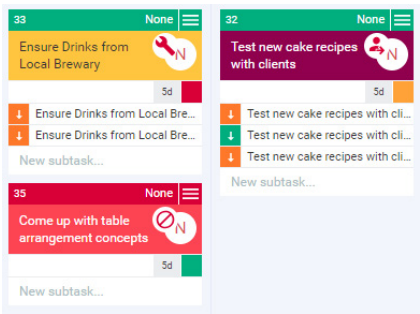 33 None
Ensure Drinks from
Local Brewary
N
5d
Ensure Drinks from Local Bre...
Ensure Drinks from Local Bre...
New subtask...
35 None
Come up with table
arrangement concepts
N
5d
New subtask...
32 None
Test new cake recipes
with clients
N
5d
Test new cake recipes with cli...
Test new cake recipes with cli...
Test new cake recipes with cli...
New subtask...